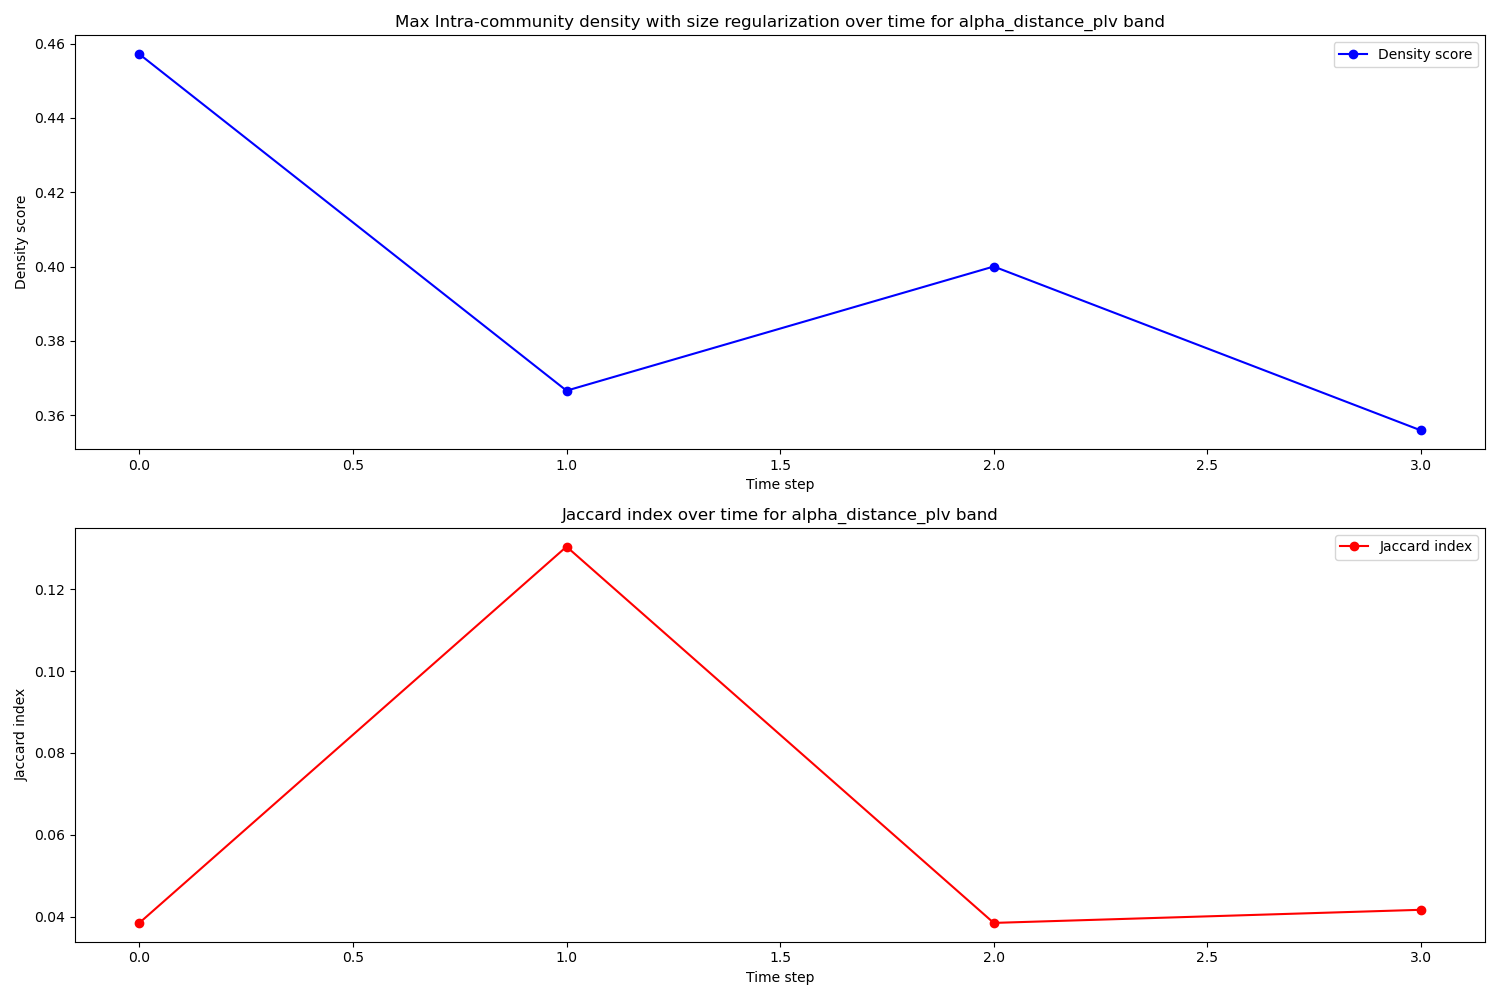 Max Intra-community density with size regularization over time for alpha_distance_plv band
Density score
0.46
0.44
0.42
0.40
0.38
0.36
Density score
0.0 0.5 1.0 1.5 2.0 2.5 3.0
Time step
Jaccard index over time for alpha_distance_plv band
Jaccard index
0.12
0.10
0.08
0.06
0.04
Jaccard index
0.0 0.5 1.0 1.5 2.0 2.5 3.0
Time step